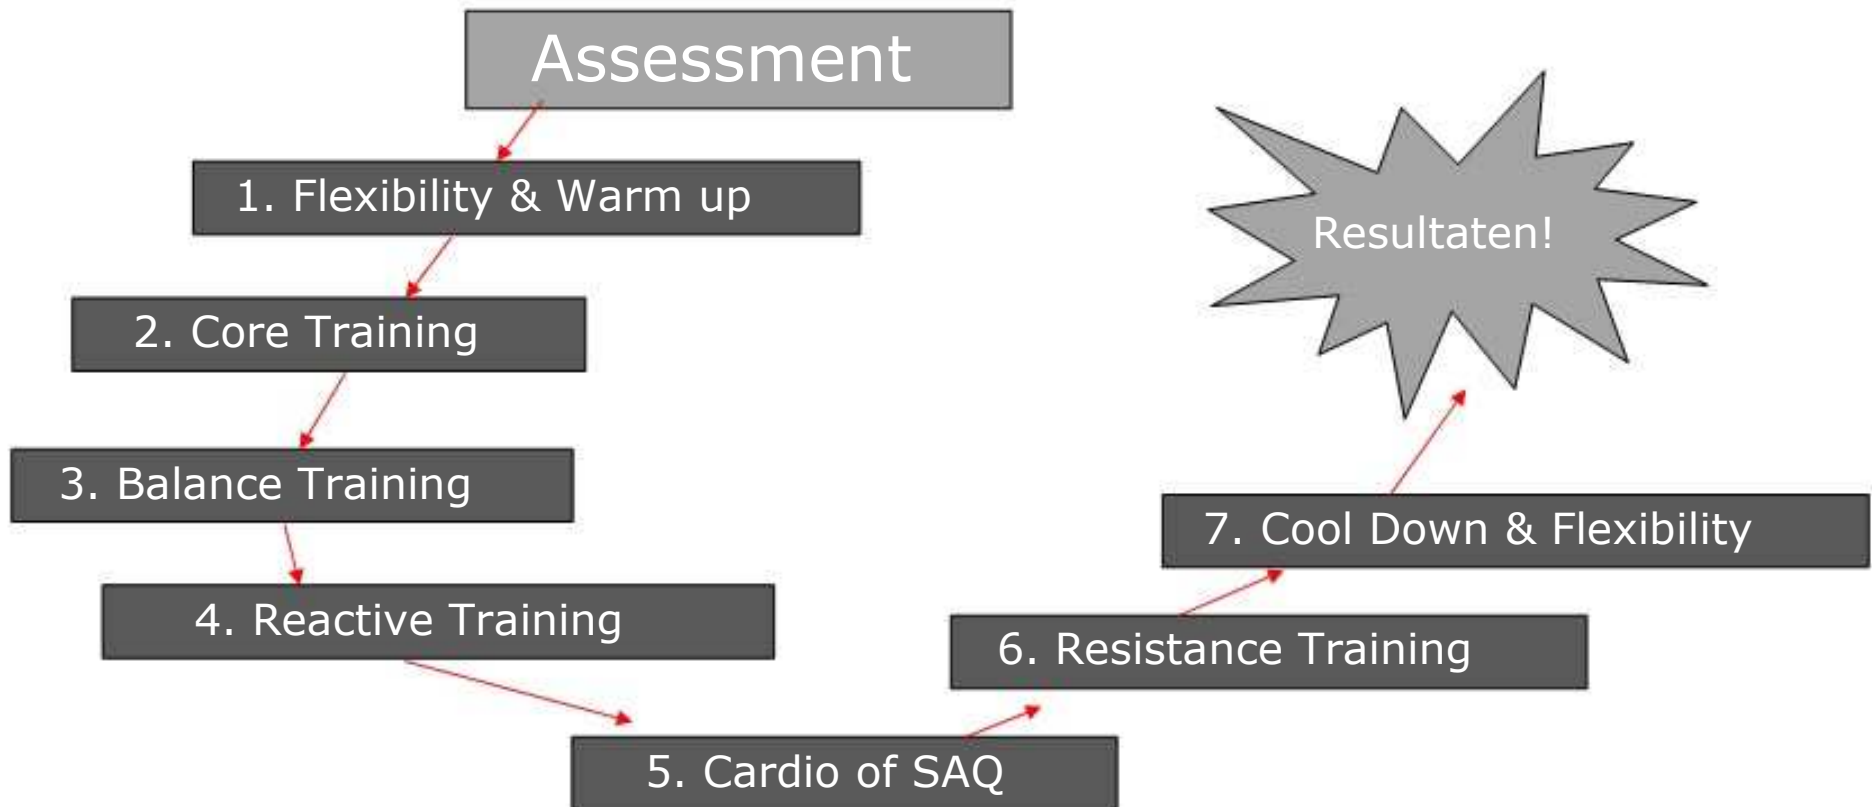 Assessment
1. Flexibility & Warm up
2. Core Training
3. Balance Training
4. Reactive Training
5. Cardio of SAQ
6. Resistance Training
7. Cool Down & Flexibility
Resultaten!